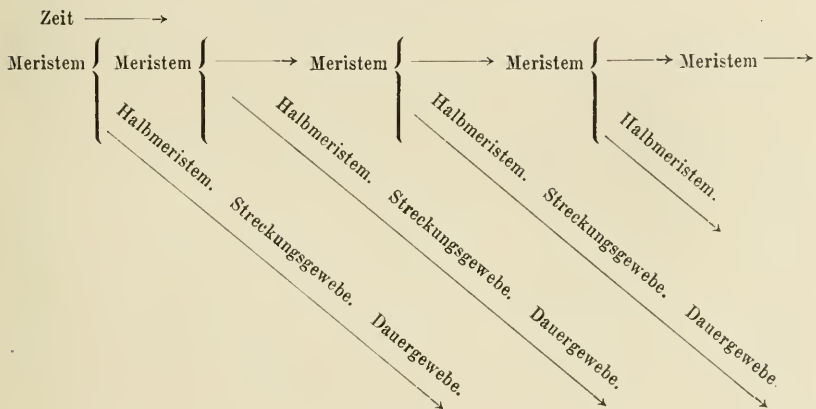 Zeit
Meristem Meristem Meristem Meristem Meristem
Halbmeristem. Streckungsgewebe. Dauergewebe.
Halbmeristem. Streckungsgewebe. Dauergewebe.
Halbmeristem. Streckungsgewebe. Dauergewebe.
Halbmeristem.